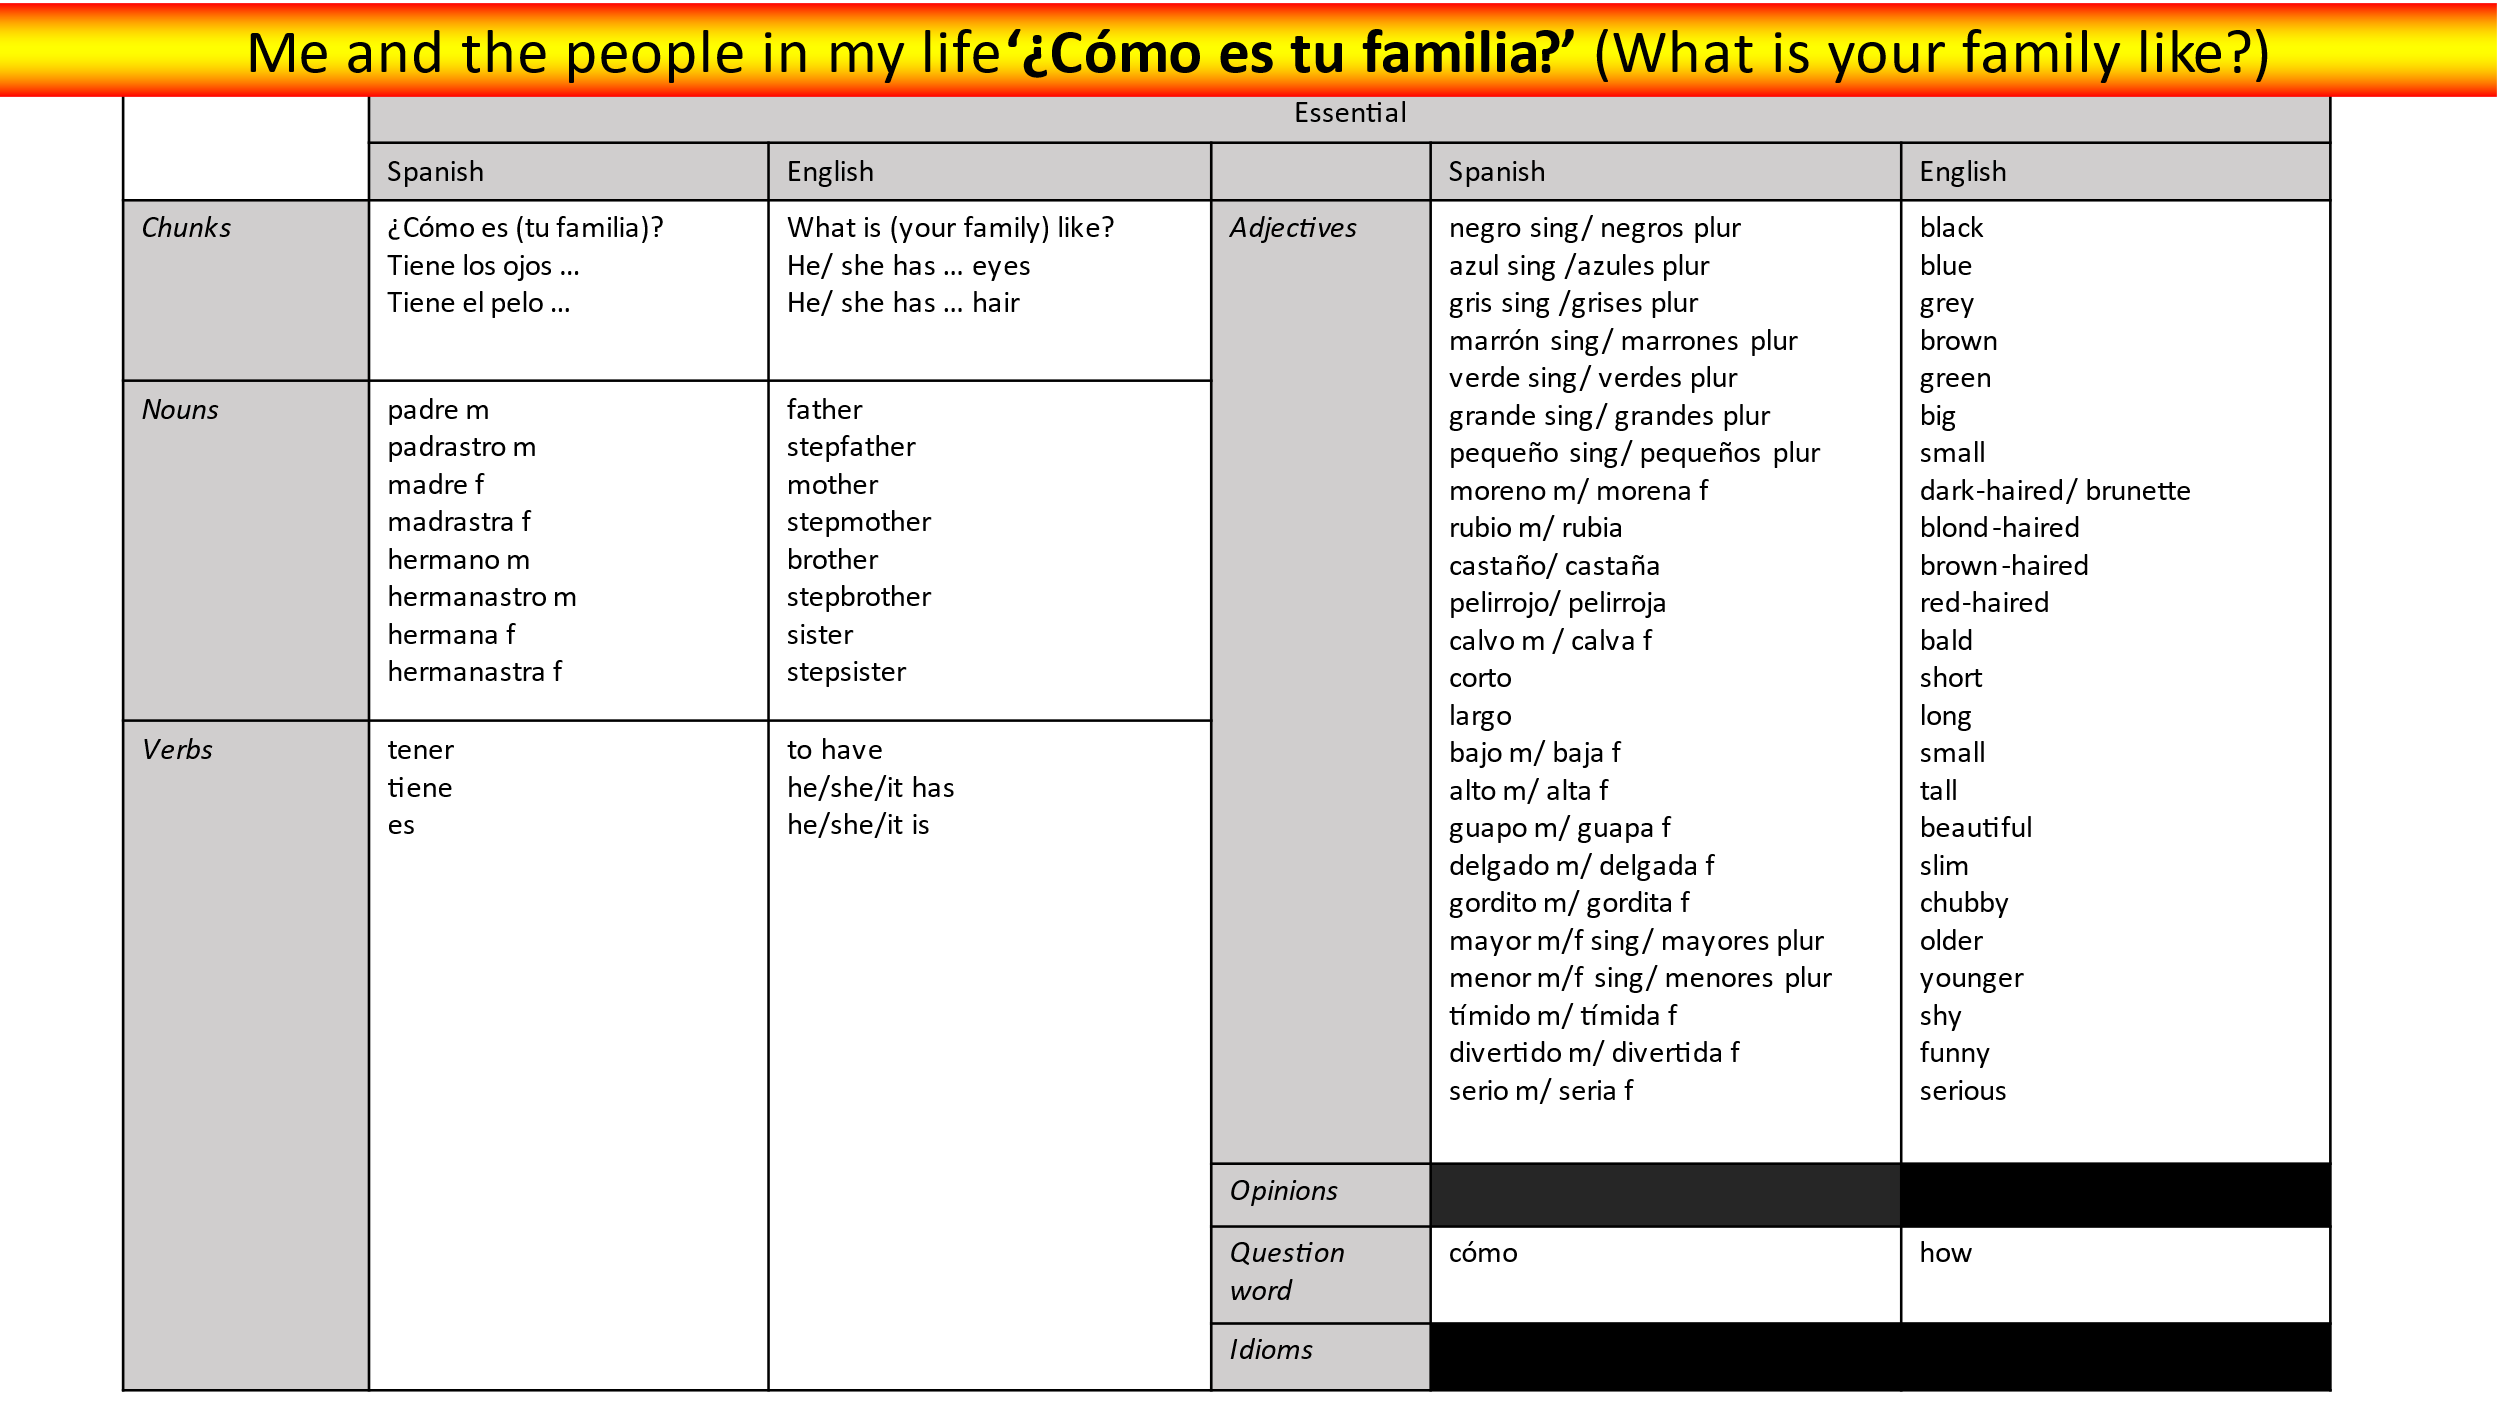 Me and the people in my life ‘¿Cómo es tu familia?’ (What is your family like?)
Essential
Spanish
English
Spanish
English
Chunks
¿Cómo es (tu familia)?
Tiene los ojos ...
Tiene el pelo ...
What is (your family) like?
He/ she has ... eyes
He/ she has ... hair
Nouns
padre m
padrastro m
madre f
madrastra f
hermano m
hermanastro m
hermana f
hermanastra f
father
stepfather
mother
stepmother
brother
stepbrother
sister
stepsister
Verbs
tener
tiene
es
to have
he/she/it has
he/she/it is
Adjectives
negro sing/ negros plur
azul sing /azules plur
gris sing /grises plur
marrón sing/ marrones plur
verde sing/ verdes plur
grande sing/ grandes plur
pequeño sing/ pequeños plur
moreno m/ morena f
rubio m/ rubia
castaño/ castaña
pelirrojo/ pelirroja
calvo m / calva f
corto
largo
bajo m/ baja f
alto m/ alta f
guapo m/ guapa f
delgado m/ delgada f
gordito m/ gordita f
mayor m/f sing/ mayores plur
menor m/f sing/ menores plur
tímido m/ tímida f
divertido m/ divertida f
serio m/ seria f
black
blue
grey
brown
green
big
small
dark-haired/ brunette
blond-haired
brown-haired
red-haired
bald
short
long
small
tall
beautiful
slim
chubby
older
younger
shy
funny
serious
Opinions
Question
word
cómo
how
Idioms